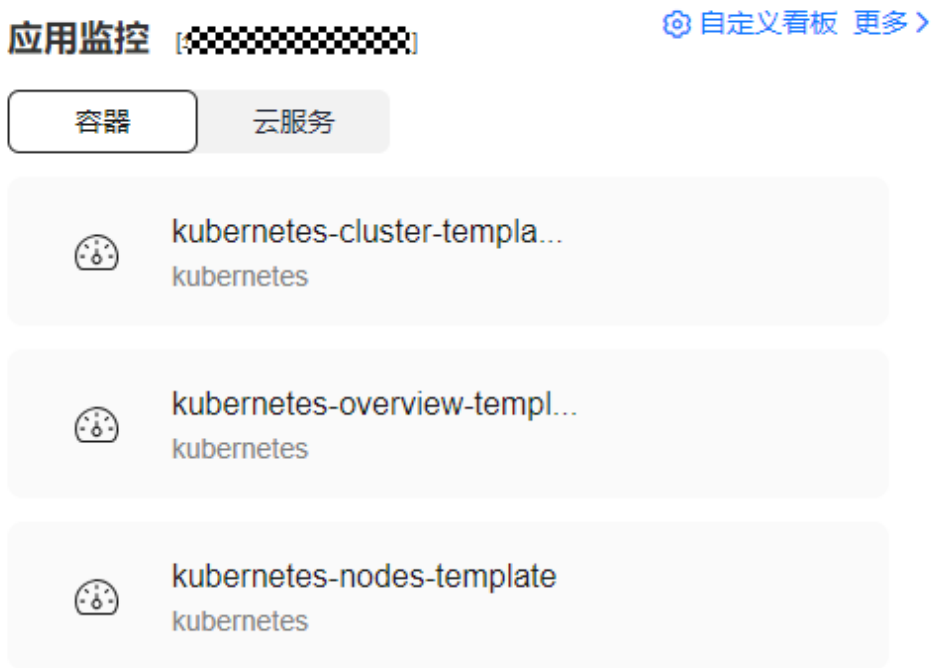 应用监控 自定义看板 更多
容器 云服务
kubernetes-cluster-templa...
kubernetes
kubernetes-overview-templ...
kubernetes
kubernetes-nodes-template
kubernetes